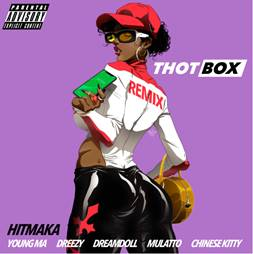 PARENTAL
ADVISORY
EXPLICIT CONTENT
THOT BOX
REMIX
HITMAKA
YOUNG MA DREEZY DREAMDOLL MULATTO CHINESE KITTY